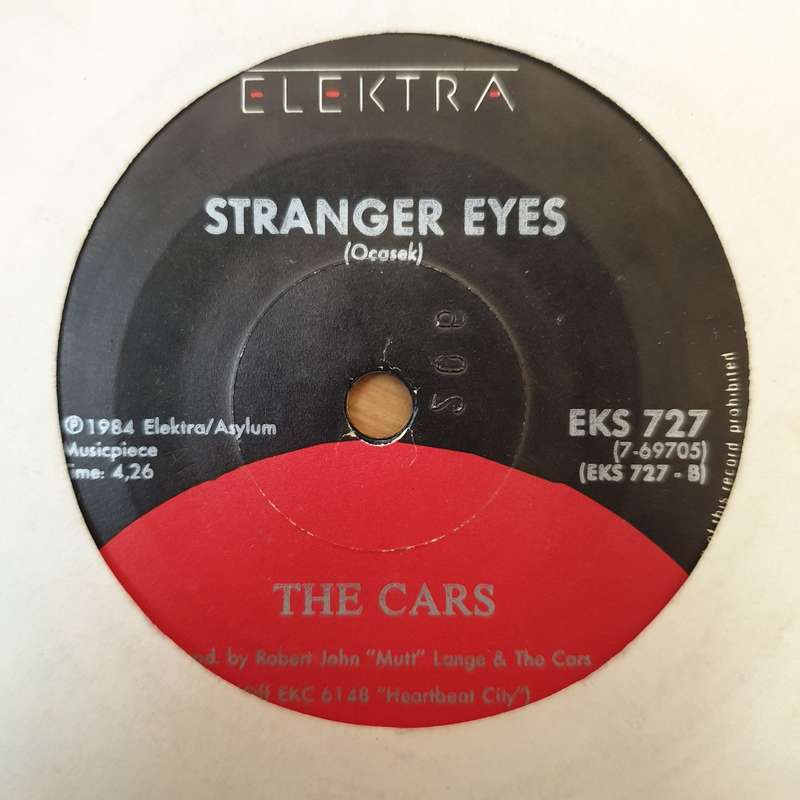 ELEKTRA
STRANGER EYES
(Ocasek)
℗1984 Elektra/Asylum
Musicpiece
Time: 4,26
EKS 727
(7-69705)
(EKS 727 - B)
of this record prohibited
THE CARS
by Robert John "Mutt" Lange & The Cars
Off EKC 6148 "Heartbeat City")